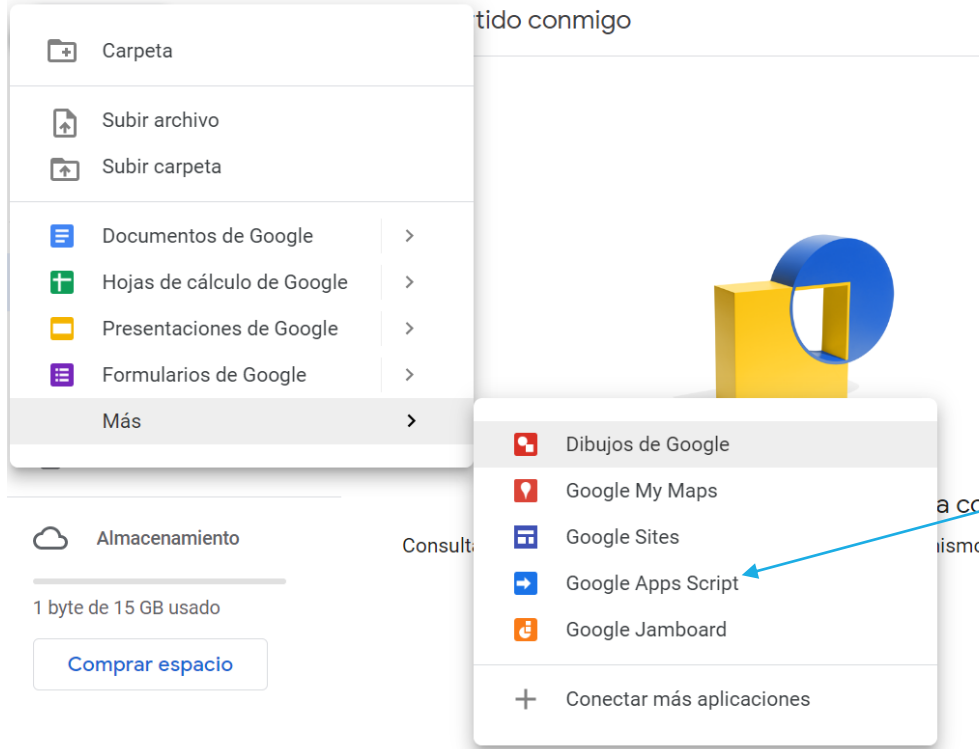 tido conmigo
Carpeta
Subir archivo
Subir carpeta
Documentos de Google
Hojas de cálculo de Google
Presentaciones de Google
Formularios de Google
Más
Dibujos de Google
Google My Maps
Google Sites
Google Apps Script
Google Jamboard
Conectar más aplicaciones
a co
Consult
ismo
Almacenamiento
1 byte de 15 GB usado
Comprar espacio